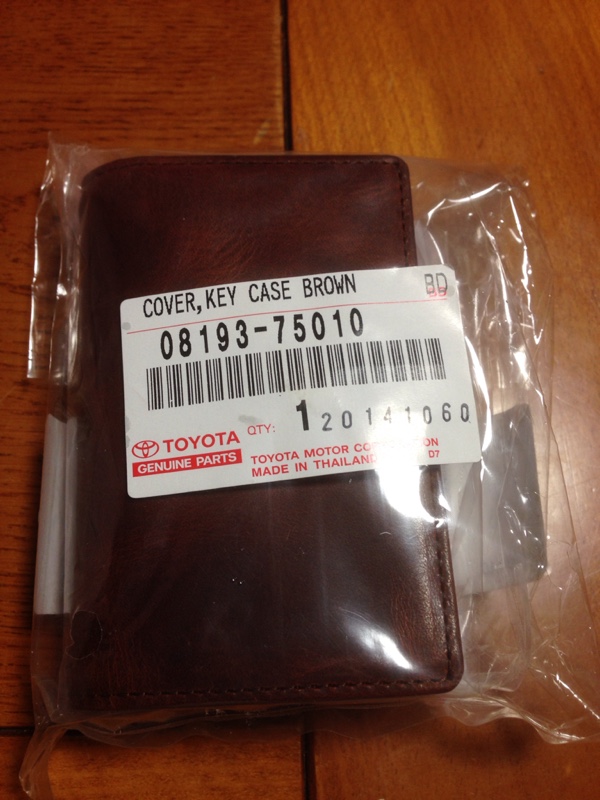 COVER, KEY CASE BROWN BD
08193-75010
QTY: 1 20141060
TOYOTA
GENUINE PARTS
TOYOTA MOTOR
MADE IN THAILAND D7